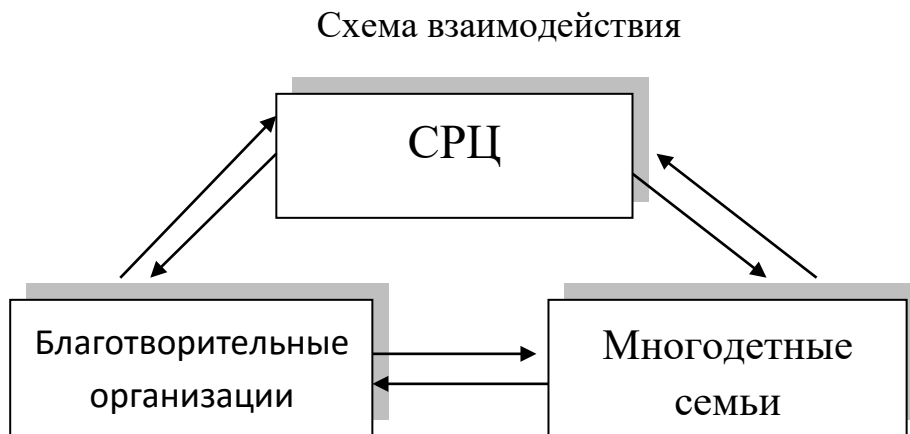 Схема взаимодействия
СРЦ
Благотворительные
организации
Многодетные
семьи